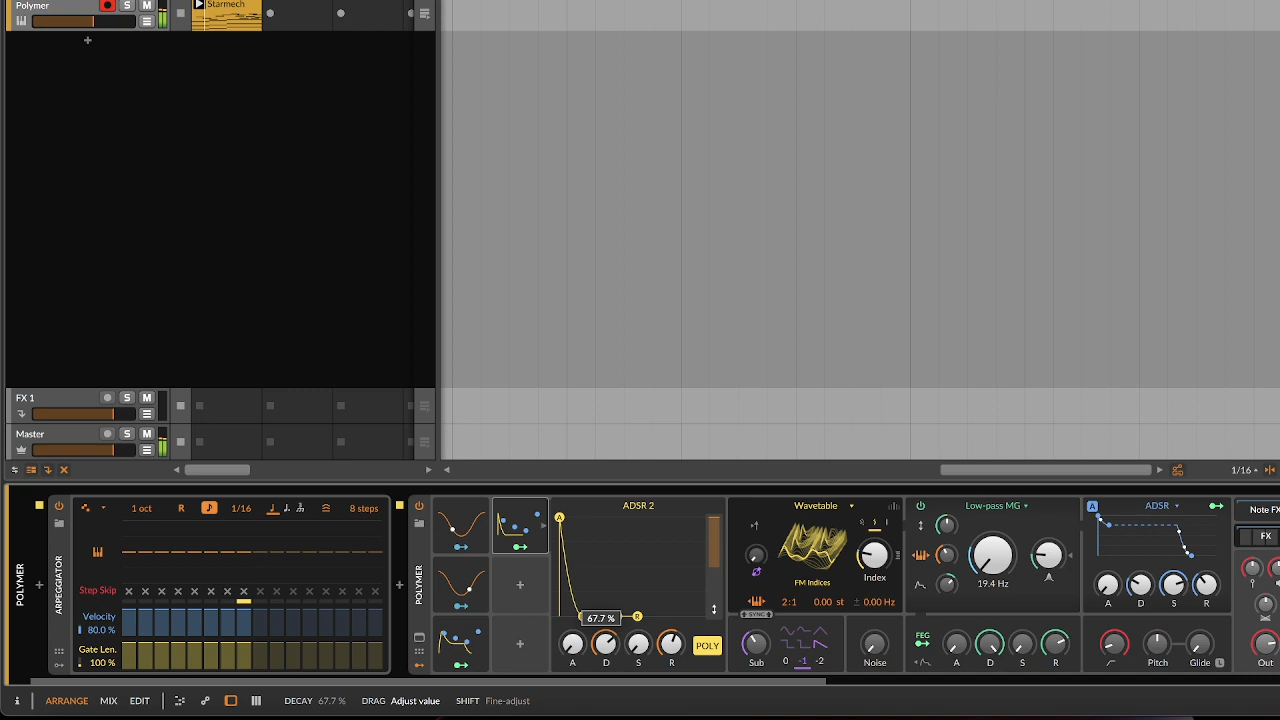 Polymer
S
M
Starmech
+
FX 1
S
M
Master
S
M
1/16
POLYMER
+
ARPEGGIATOR
1 oct
R
1/16
8 steps
Step Skip
Velocity
80.0 %
Gate Len.
100 %
+
POLYMER
+
+
ADSR 2
A
R
67.7 %
A
D
S
R
POLY
Wavetable
FM Indices
Index
2:1
0.00 st
± 0.00 Hz
SYNC
Sub
0
-1
-2
Noise
Low-pass MG
19.4 Hz
FEG
A
D
S
R
A
ADSR
A
D
S
R
Pitch
Glide
L
Note FX
FX
Out
i
ARRANGE
MIX
EDIT
DECAY 67.7 %
DRAG Adjust value
SHIFT Fine-adjust